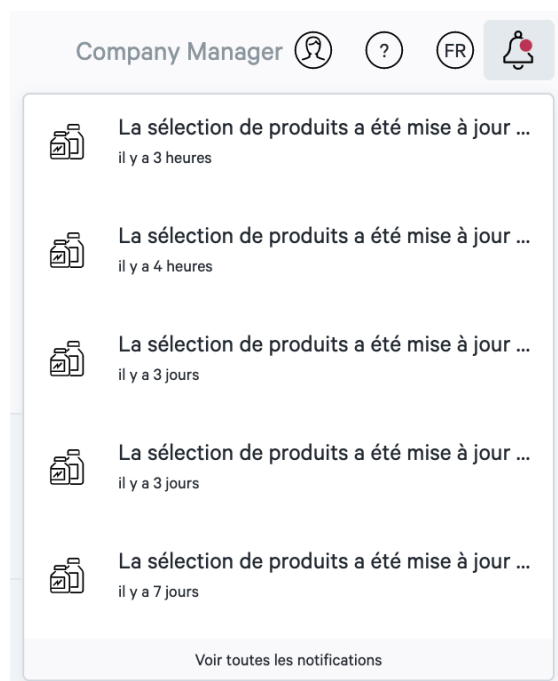 Company Manager ? FR
La sélection de produits a été mise à jour ...
il y a 3 heures
La sélection de produits a été mise à jour ...
il y a 4 heures
La sélection de produits a été mise à jour ...
il y a 3 jours
La sélection de produits a été mise à jour ...
il y a 3 jours
La sélection de produits a été mise à jour ...
il y a 7 jours
Voir toutes les notifications